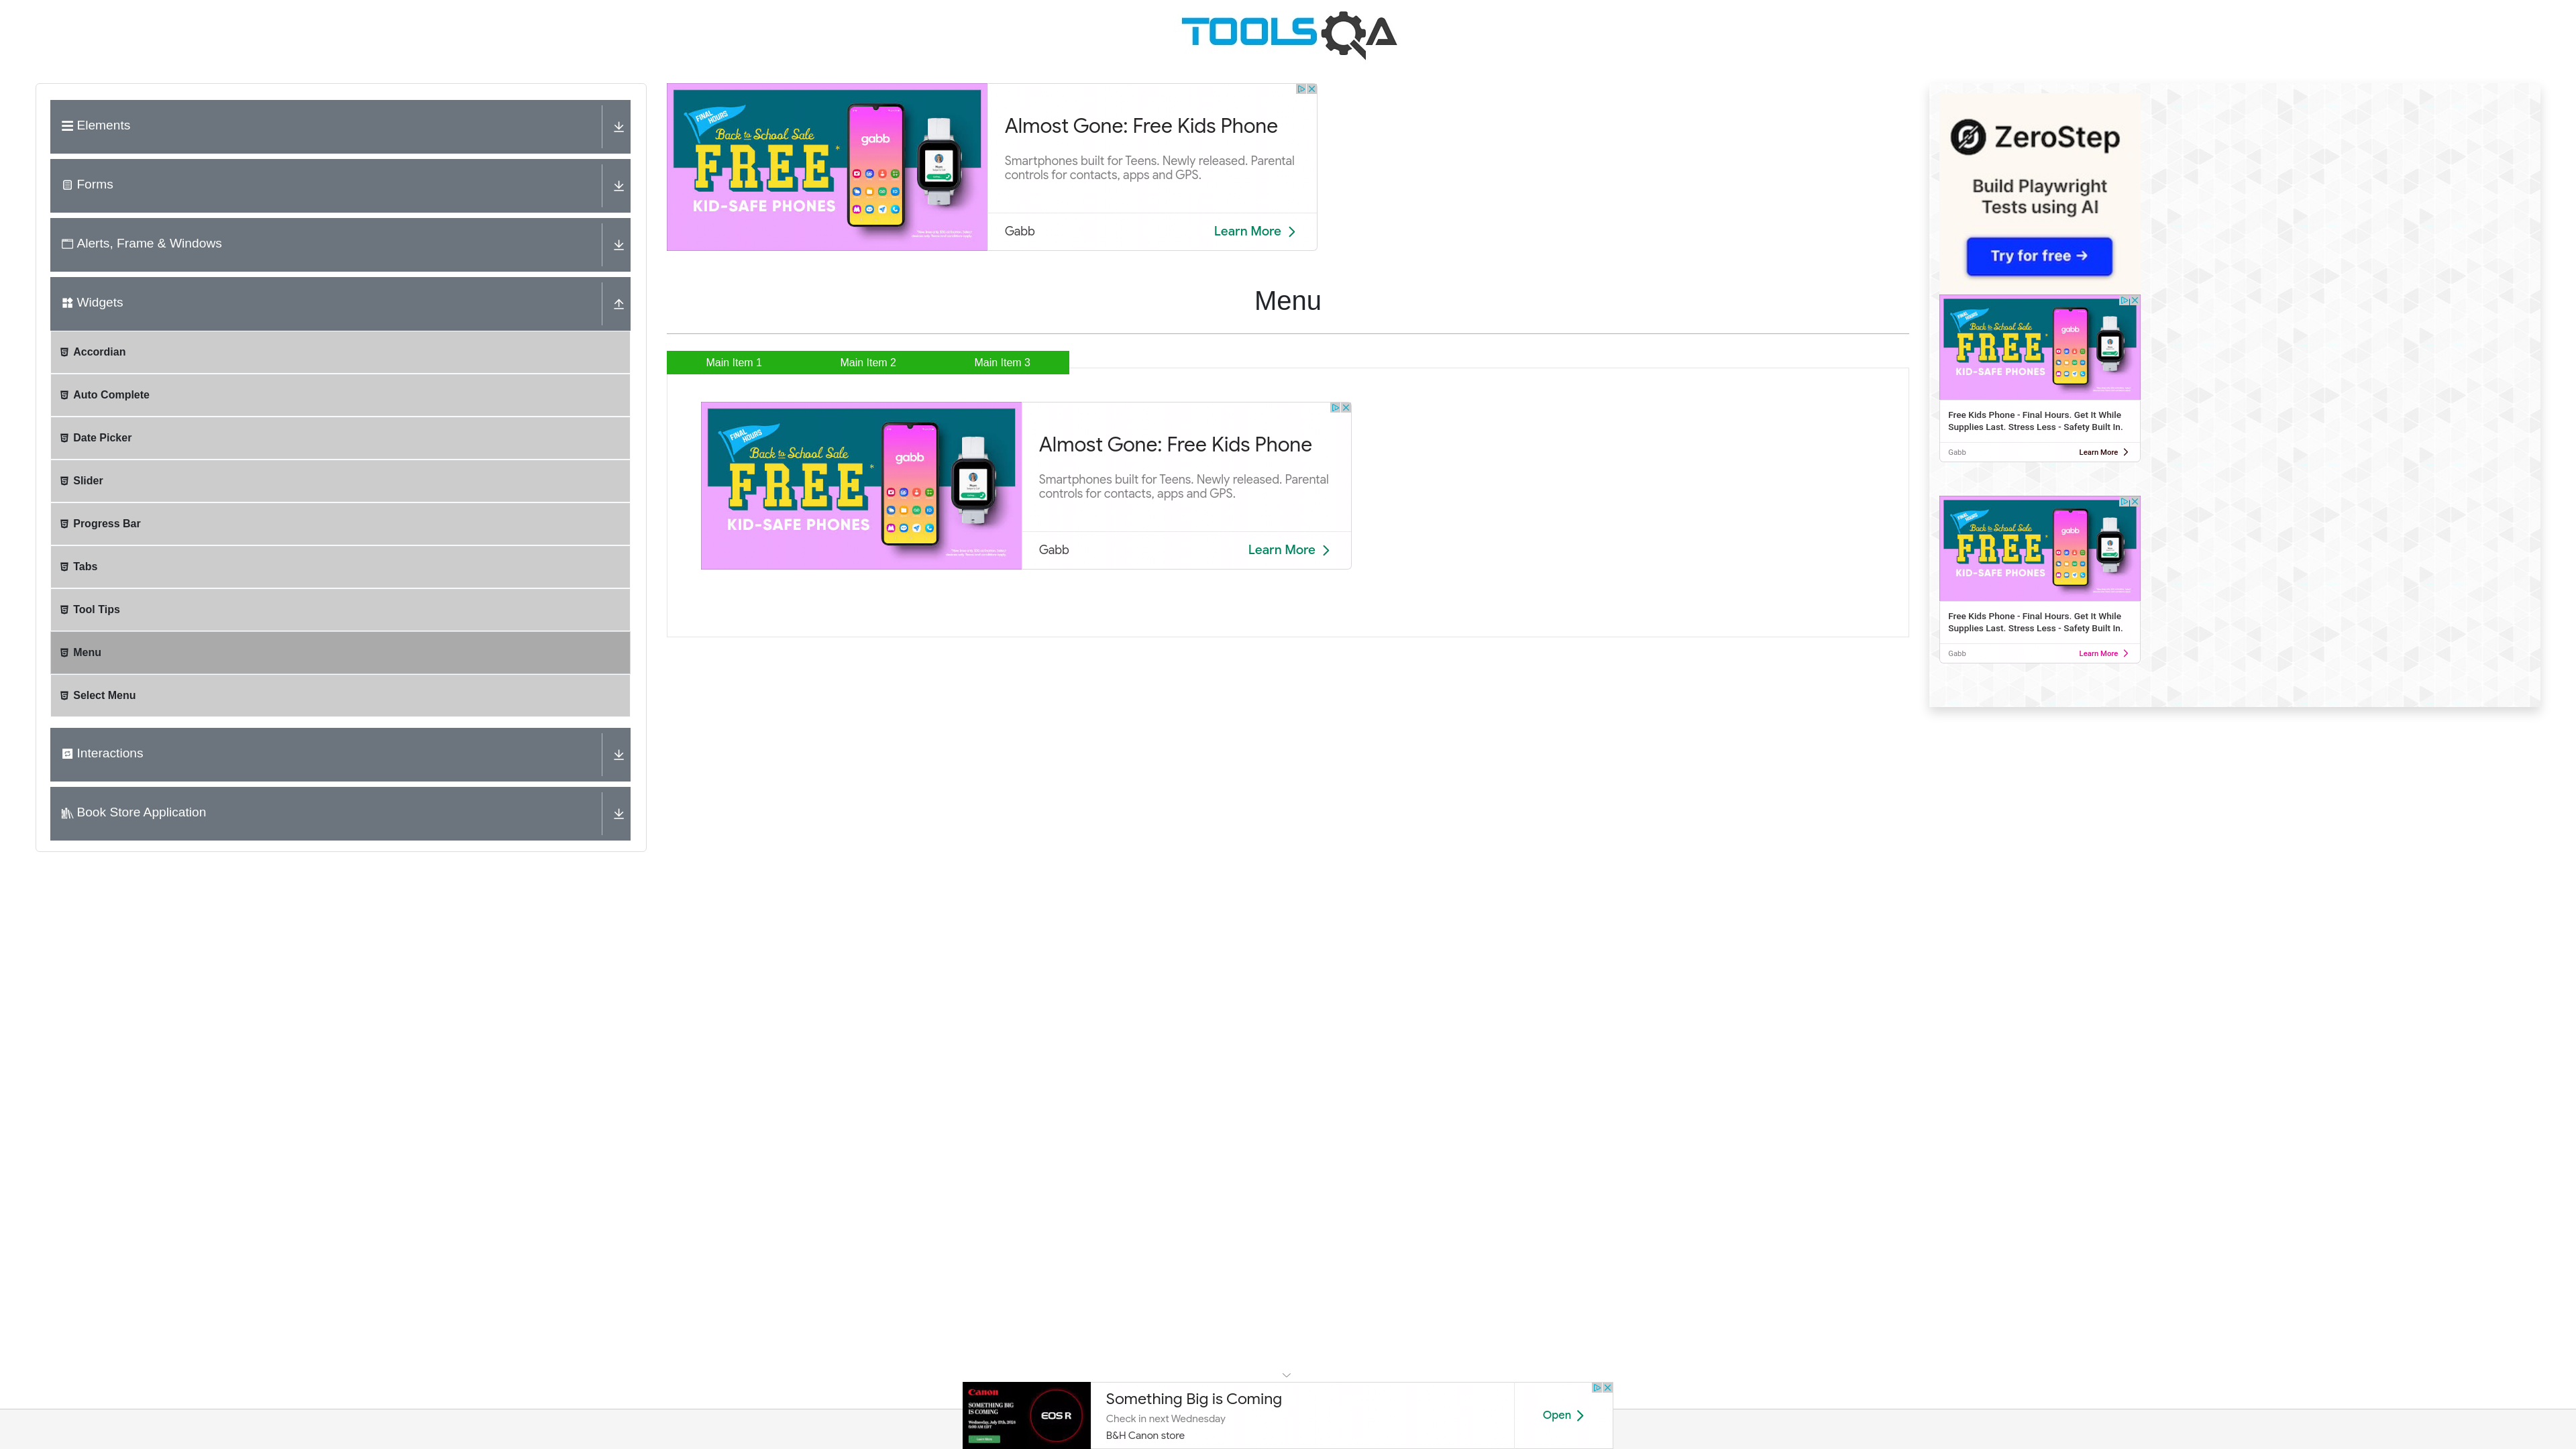 TOOLSQA
Elements
Forms
Alerts, Frame & Windows
Widgets
Accordian
Auto Complete
Date Picker
Slider
Progress Bar
Tabs
Tool Tips
Menu
Select Menu
Interactions
Book Store Application
FINAL HOURS
Back to School Sale
FREE*
KID-SAFE PHONES
gabb
Almost Gone: Free Kids Phone
Smartphones built for Teens. Newly released. Parental
controls for contacts, apps and GPS.
Gabb
Learn More
Menu
Main Item 1
Main Item 2
Main Item 3
FINAL HOURS
Back to School Sale
FREE*
KID-SAFE PHONES
gabb
Almost Gone: Free Kids Phone
Smartphones built for Teens. Newly released. Parental
controls for contacts, apps and GPS.
Gabb
Learn More
ZeroStep
Build Playwright
Tests using AI
Try for free →
FINAL HOURS
Back to School Sale
FREE*
KID-SAFE PHONES
gabb
Free Kids Phone - Final Hours. Get It While
Supplies Last. Stress Less - Safety Built In.
Gabb
Learn More
FINAL HOURS
Back to School Sale
FREE*
KID-SAFE PHONES
gabb
Free Kids Phone - Final Hours. Get It While
Supplies Last. Stress Less - Safety Built In.
Gabb
Learn More
Canon
SOMETHING BIG
IS COMING
EOS R
Something Big is Coming
Check in next Wednesday
B&H Canon store
Open